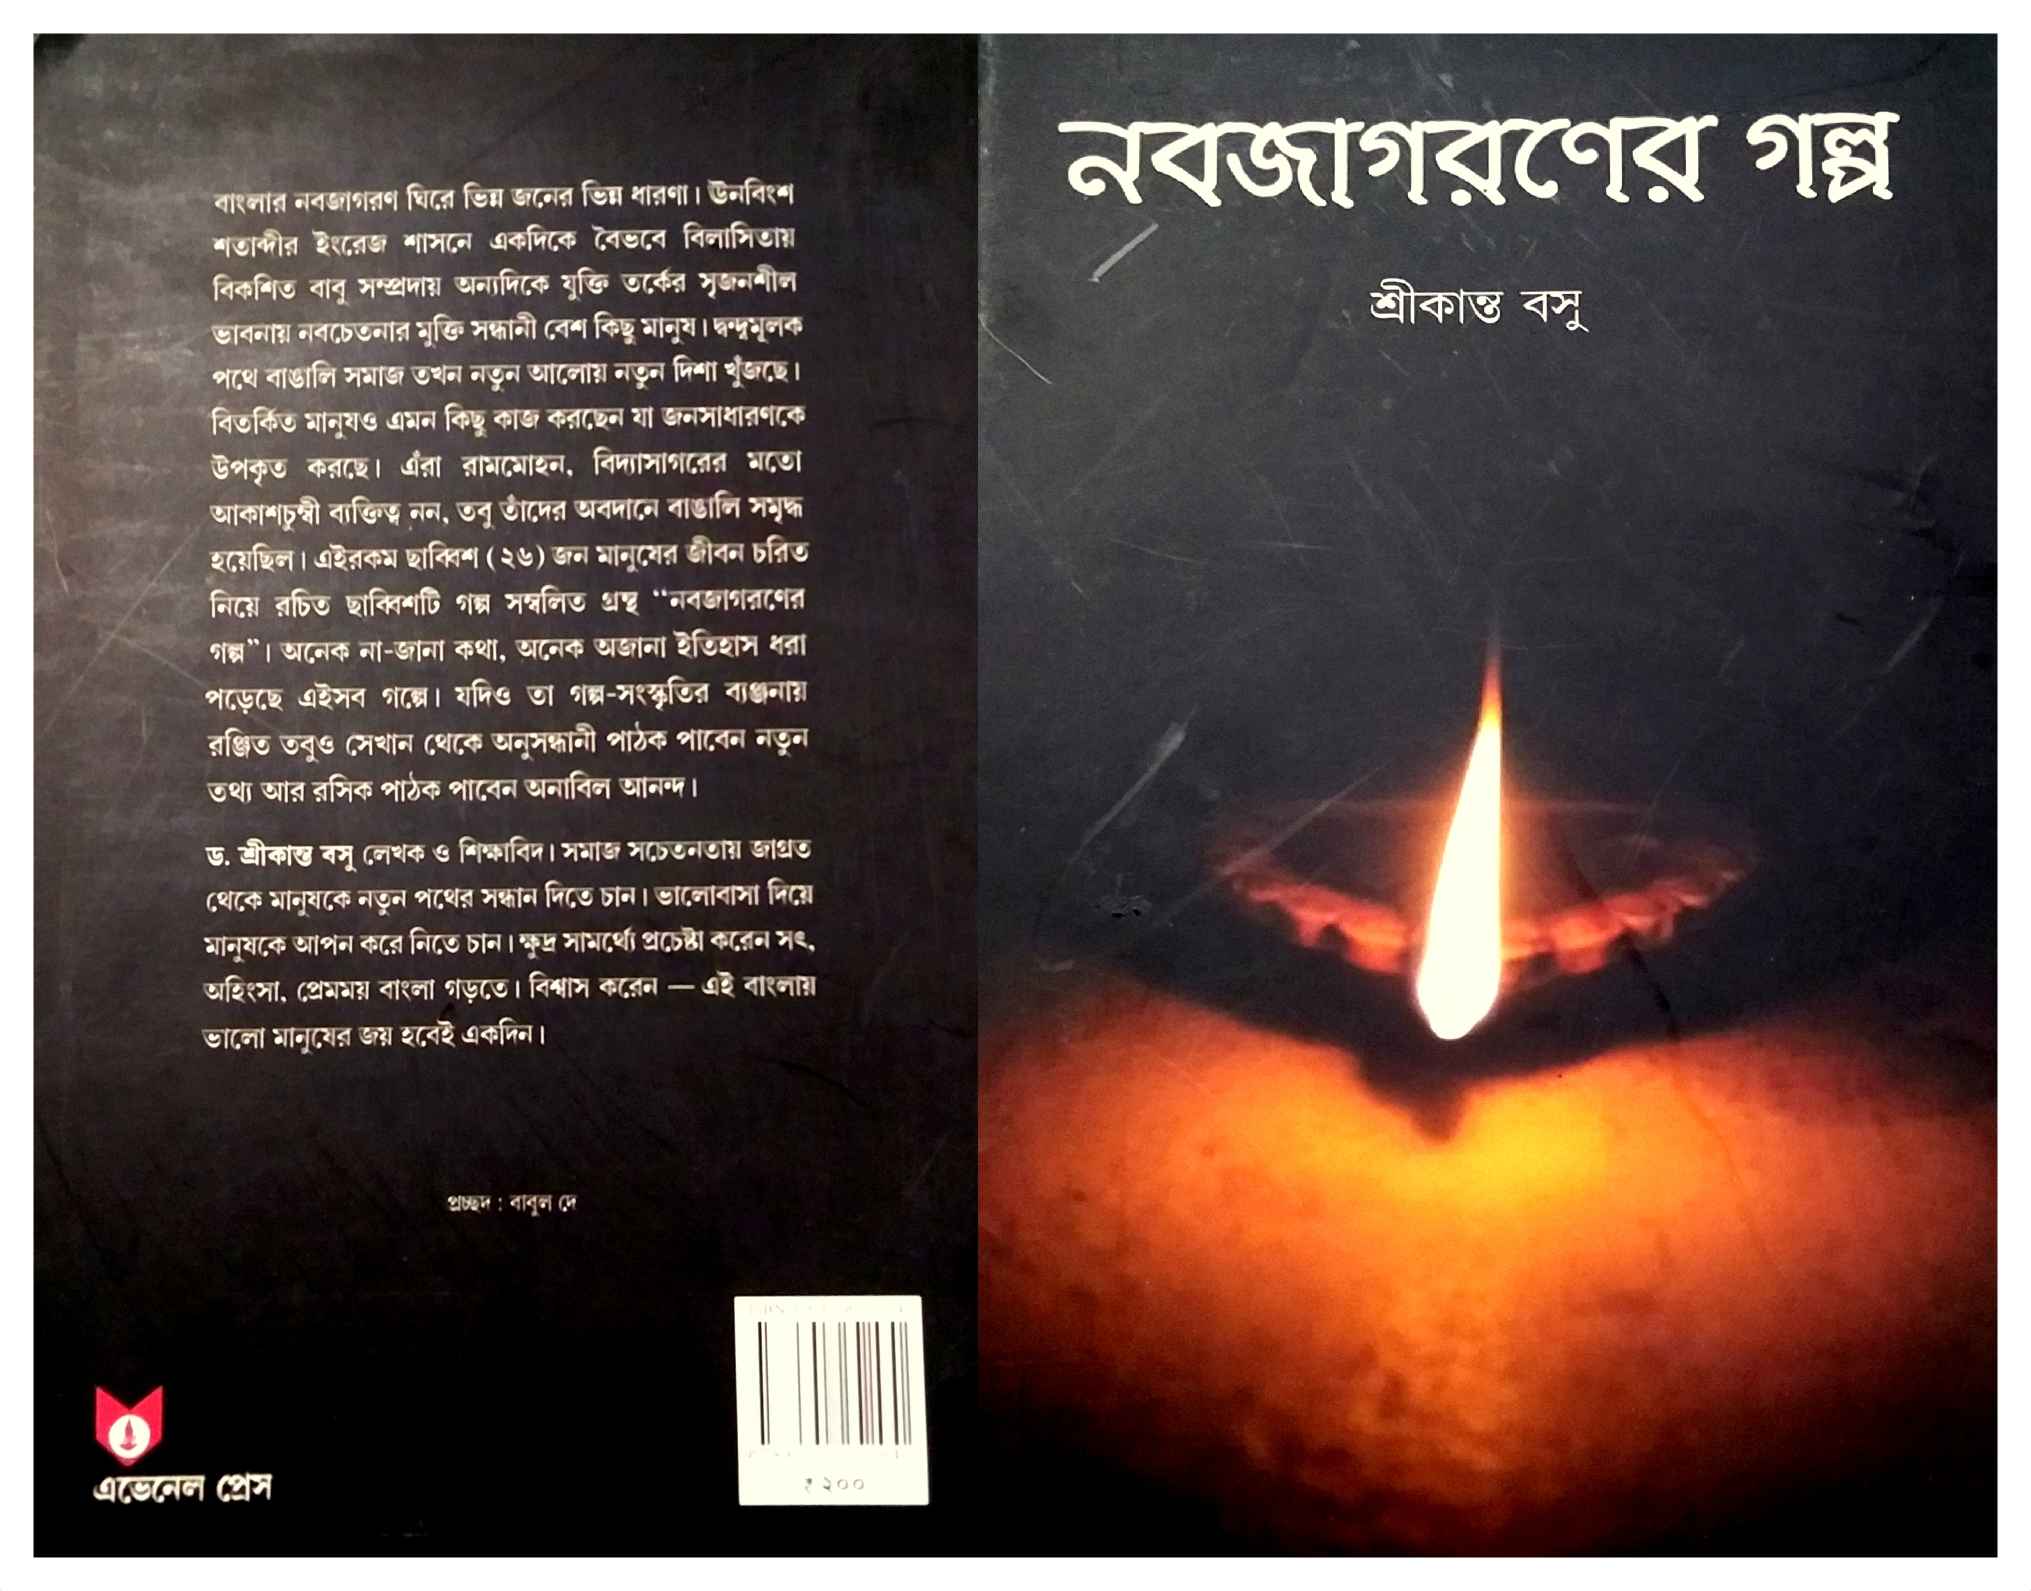 বাংলার নবজাগরণ ঘিরে ভিন্ন জনের ভিন্ন ধারণা। ঊনবিংশ
শতাব্দীর ইংরেজ শাসনে একদিকে বৈভবে বিলাসিতায়
বিকশিত বাবু সম্প্রদায় অন্যদিকে যুক্তি তর্কের সৃজনশীল
ভাবনায় নবচেতনার মুক্তি সন্ধানী বেশ কিছু মানুষ। দ্বন্দ্বমূলক
পথে বাঙালি সমাজ তখন নতুন আলোয় নতুন দিশা খুঁজছে।
বিতর্কিত মানুষও এমন কিছু কাজ করছেন যা জনসাধারণকে
উপকৃত করছে। এঁরা রামমোহন, বিদ্যাসাগরের মতো
আকাশচুম্বী ব্যক্তিত্ব নন, তবু তাঁদের অবদানে বাঙালি সমৃদ্ধ
হয়েছিল। এইরকম ছাব্বিশ (২৬) জন মানুষের জীবন চরিত
নিয়ে রচিত ছাব্বিশটি গল্প সম্বলিত গ্রন্থ “নবজাগরণের
গল্প”। অনেক না-জানা কথা, অনেক অজানা ইতিহাস ধরা
পড়েছে এইসব গল্পে। যদিও তা গল্প-সংস্কৃতির ব্যঞ্জনায়
রঞ্জিত তবুও সেখান থেকে অনুসন্ধানী পাঠক পাবেন নতুন
তথ্য আর রসিক পাঠক পাবেন অনাবিল আনন্দ।
ড. শ্রীকান্ত বসু লেখক ও শিক্ষাবিদ। সমাজ সচেতনতায় জাগ্রত
থেকে মানুষকে নতুন পথের সন্ধান দিতে চান। ভালোবাসা দিয়ে
মানুষকে আপন করে নিতে চান। ক্ষুদ্র সামর্থ্যে প্রচেষ্টা করেন সৎ,
অহিংসা, প্রেমময় বাংলা গড়তে। বিশ্বাস করেন — এই বাংলায়
ভালো মানুষের জয় হবেই একদিন।
প্রচ্ছদ : বাবুল দে
এভেনেল প্রেস
₹ ২০০
নবজাগরণের গল্প
শ্রীকান্ত বসু